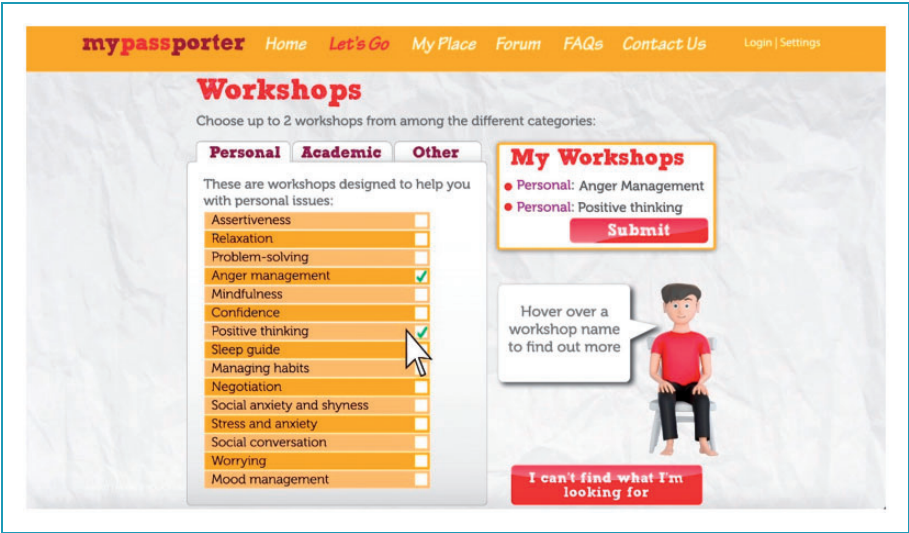 mypassporter Home Let's Go My Place Forum FAQs Contact Us Login | Settings
Workshops
Choose up to 2 workshops from among the different categories:
Personal Academic Other
These are workshops designed to help you
with personal issues:
Assertiveness
Relaxation
Problem-solving
Anger management
Mindfulness
Confidence
Positive thinking
Sleep guide
Managing habits
Negotiation
Social anxiety and shyness
Stress and anxiety
Social conversation
Worrying
Mood management
My Workshops
Personal: Anger Management
Personal: Positive thinking
Submit
Hover over a
workshop name
to find out more
I can't find what I'm
looking for